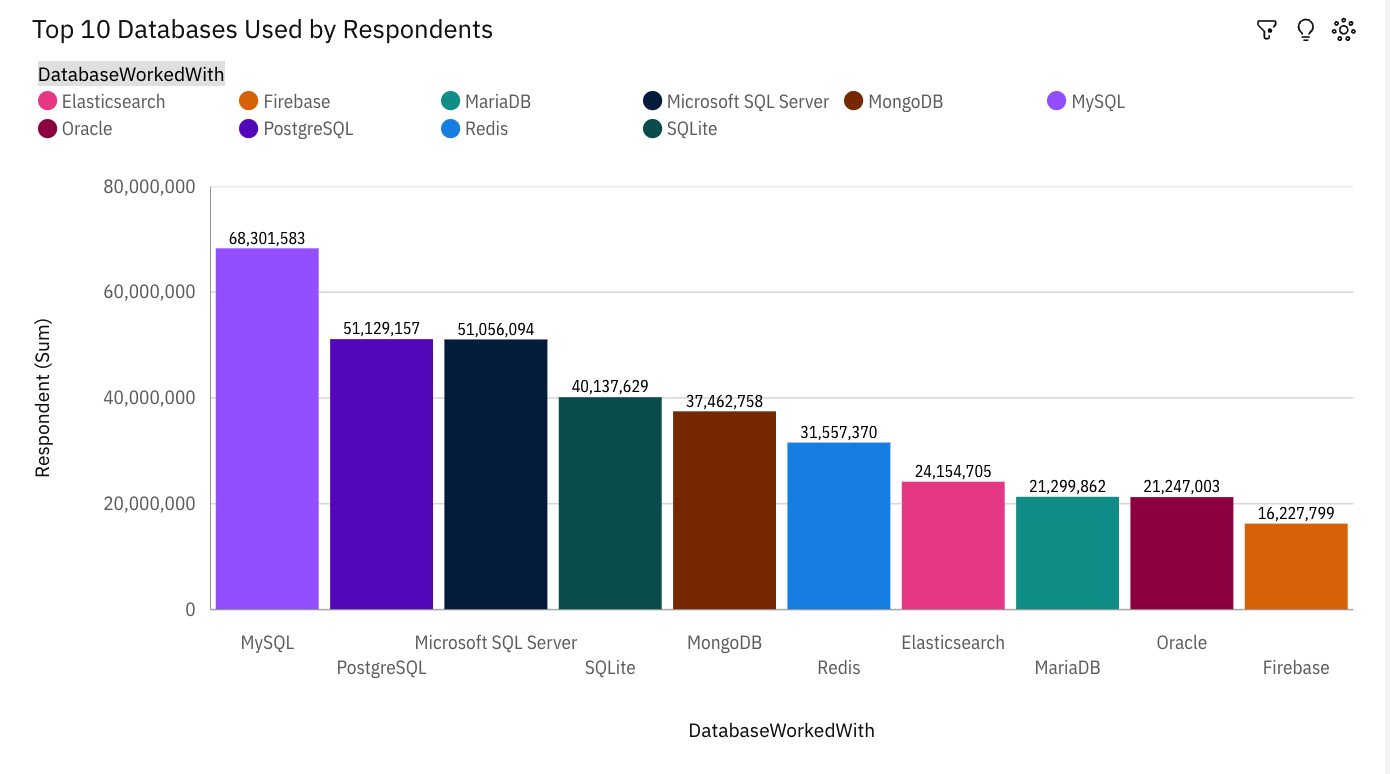 Top 10 Databases Used by Respondents
DatabaseWorkedWith
Elasticsearch Firebase MariaDB Microsoft SQL Server MongoDB MySQL
Oracle PostgreSQL Redis SQLite
80,000,000
68,301,583
60,000,000
51,129,157 51,056,094
40,137,629
40,000,000 37,462,758
31,557,370
24,154,705
21,299,862 21,247,003
20,000,000 16,227,799
0
Respondent (Sum)
MySQL Microsoft SQL Server MongoDB Elasticsearch Oracle
PostgreSQL SQLite Redis MariaDB Firebase
DatabaseWorkedWith